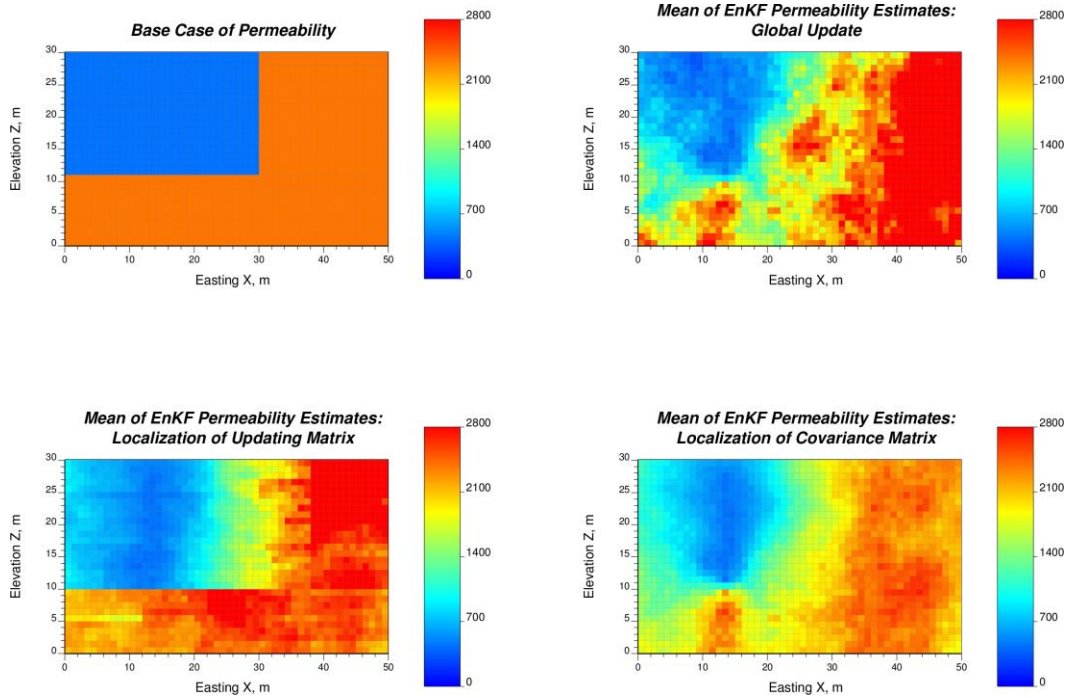 Base Case of Permeability
Elevation Z, m
30
25
20
15
10
5
0
0 10 20 30 40 50
Easting X, m
2800
2100
1400
700
0
Mean of EnKF Permeability Estimates:
Global Update
Elevation Z, m
30
25
20
15
10
5
0
0 10 20 30 40 50
Easting X, m
2800
2100
1400
700
0
Mean of EnKF Permeability Estimates:
Localization of Updating Matrix
Elevation Z, m
30
25
20
15
10
5
0
0 10 20 30 40 50
Easting X, m
2800
2100
1400
700
0
Mean of EnKF Permeability Estimates:
Localization of Covariance Matrix
Elevation Z, m
30
25
20
15
10
5
0
0 10 20 30 40 50
Easting X, m
2800
2100
1400
700
0